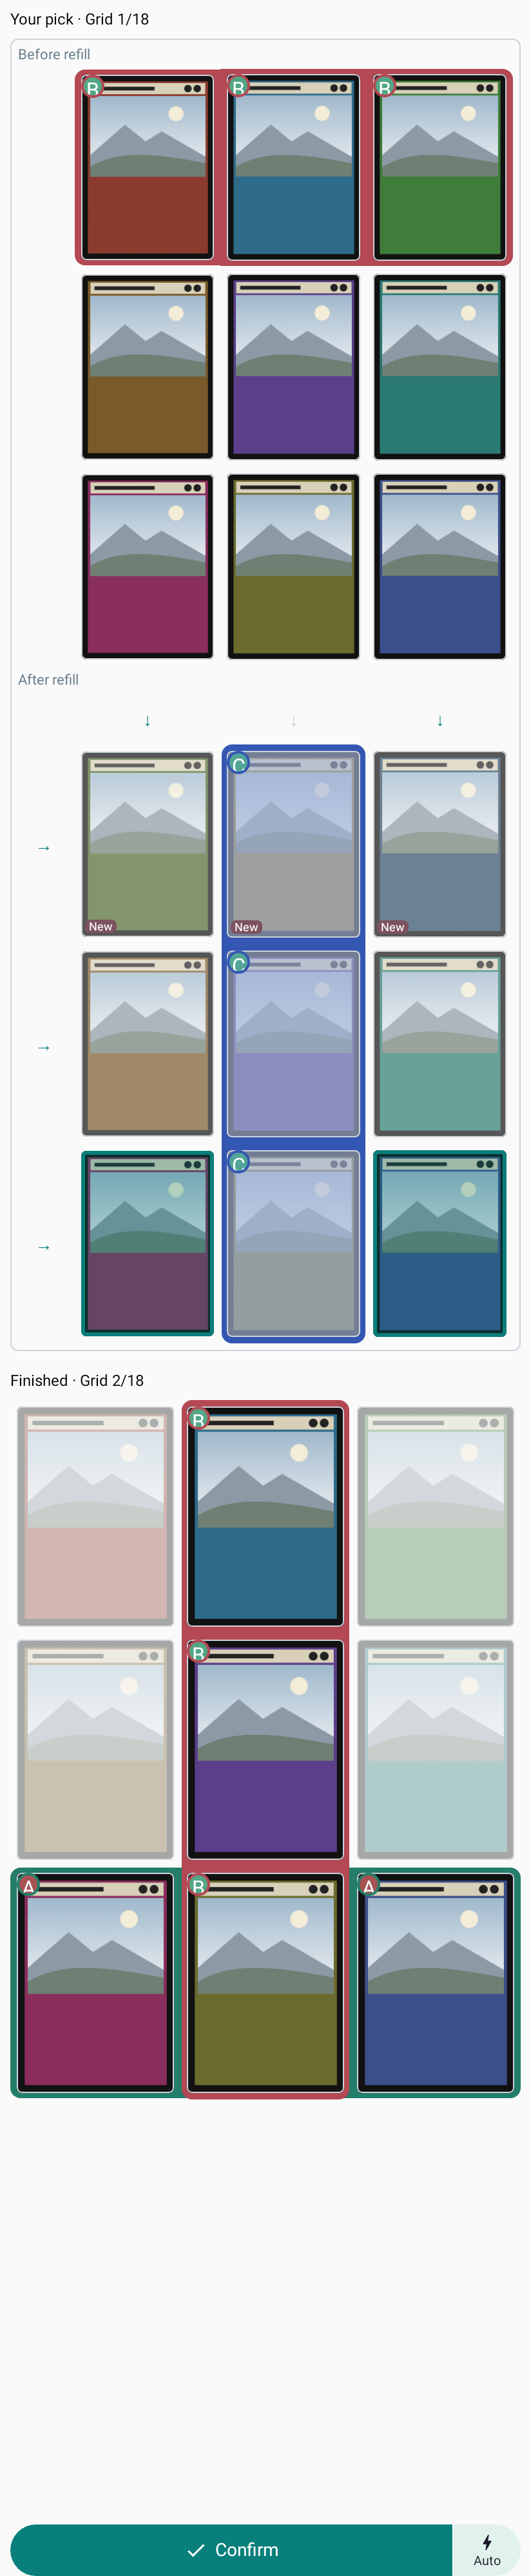 Your pick · Grid 1/18
Before refill
B B B
After refill
↓ ↓ ↓
C
→
New New New
C
→
C
→
Finished · Grid 2/18
B
B
A B A
Confirm
Auto